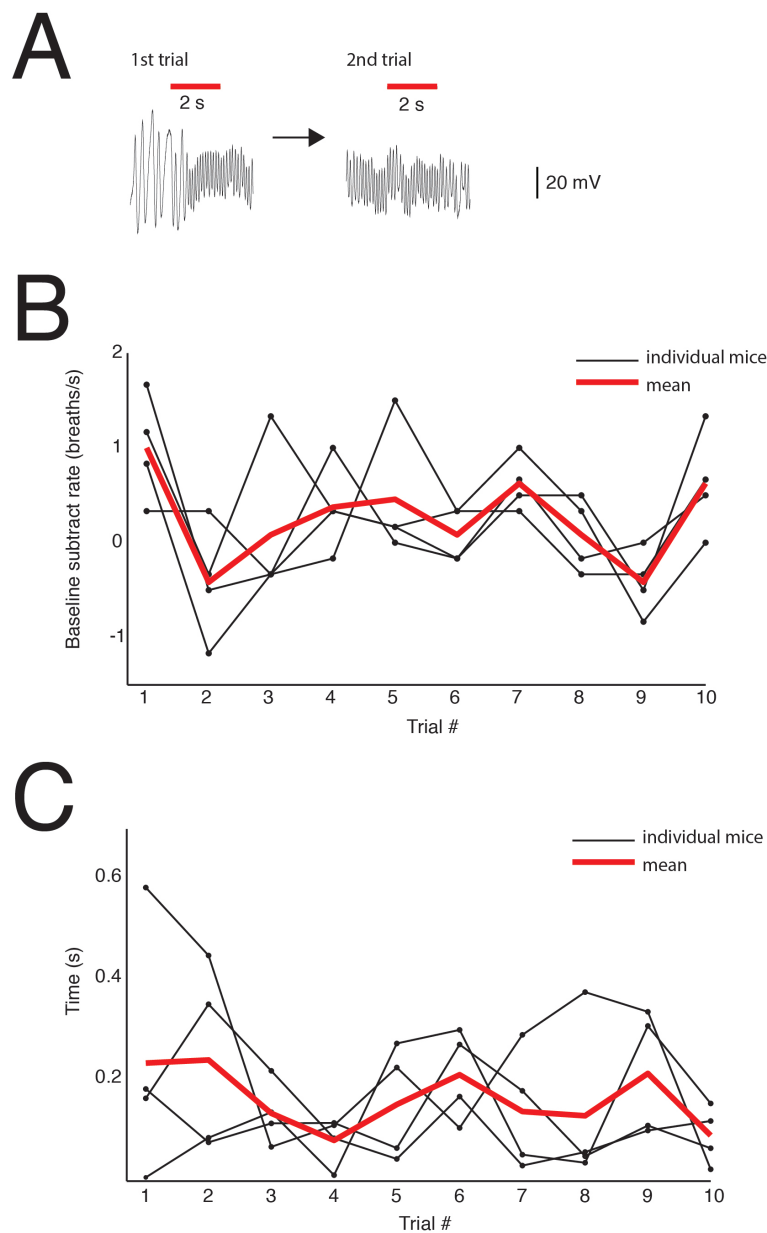 A
1st trial
2nd trial
2 s
2 s
20 mV
B
individual mice
mean
Baseline subtract rate (breaths/s)
2
1
0
-1
1 2 3 4 5 6 7 8 9 10
Trial #
C
individual mice
mean
Time (s)
0.6
0.4
0.2
1 2 3 4 5 6 7 8 9 10
Trial #